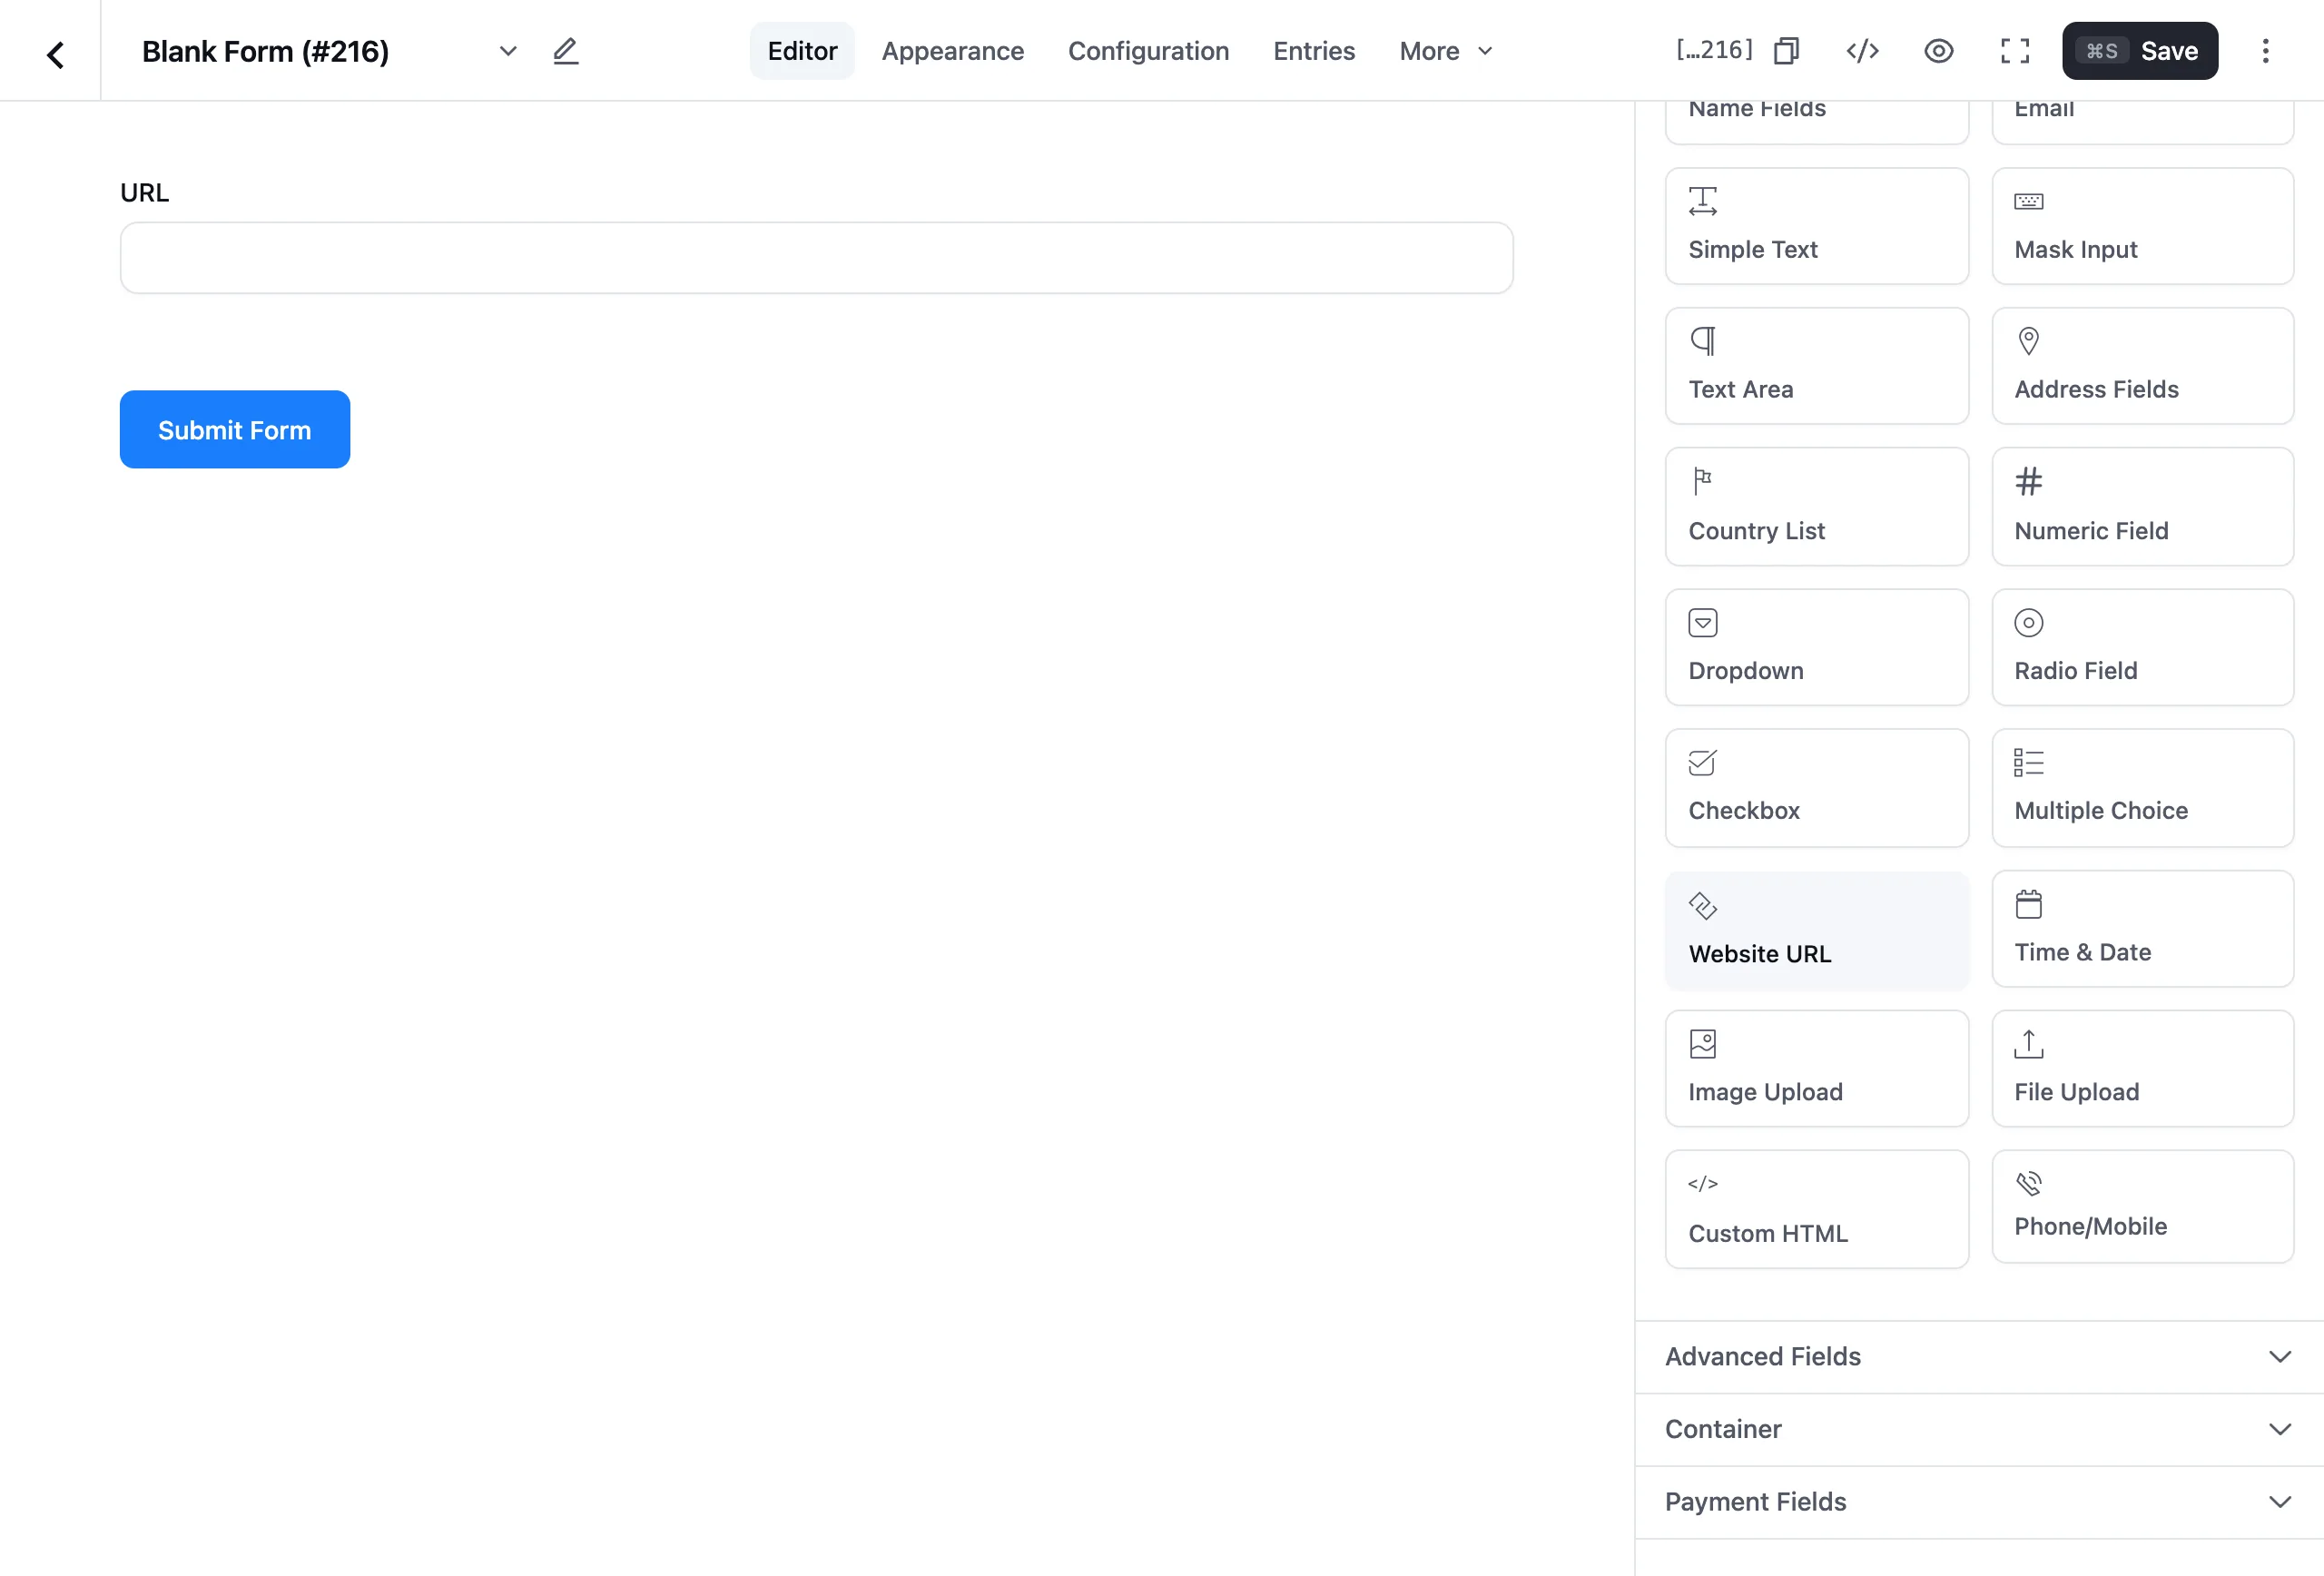 Blank Form (#216)
Editor
Appearance
Configuration
Entries
More
[...216]
⌘S Save
URL
Submit Form
Name Fields
Email
Simple Text
Mask Input
Text Area
Address Fields
Country List
Numeric Field
Dropdown
Radio Field
Checkbox
Multiple Choice
Website URL
Time & Date
Image Upload
File Upload
Custom HTML
Phone/Mobile
Advanced Fields
Container
Payment Fields